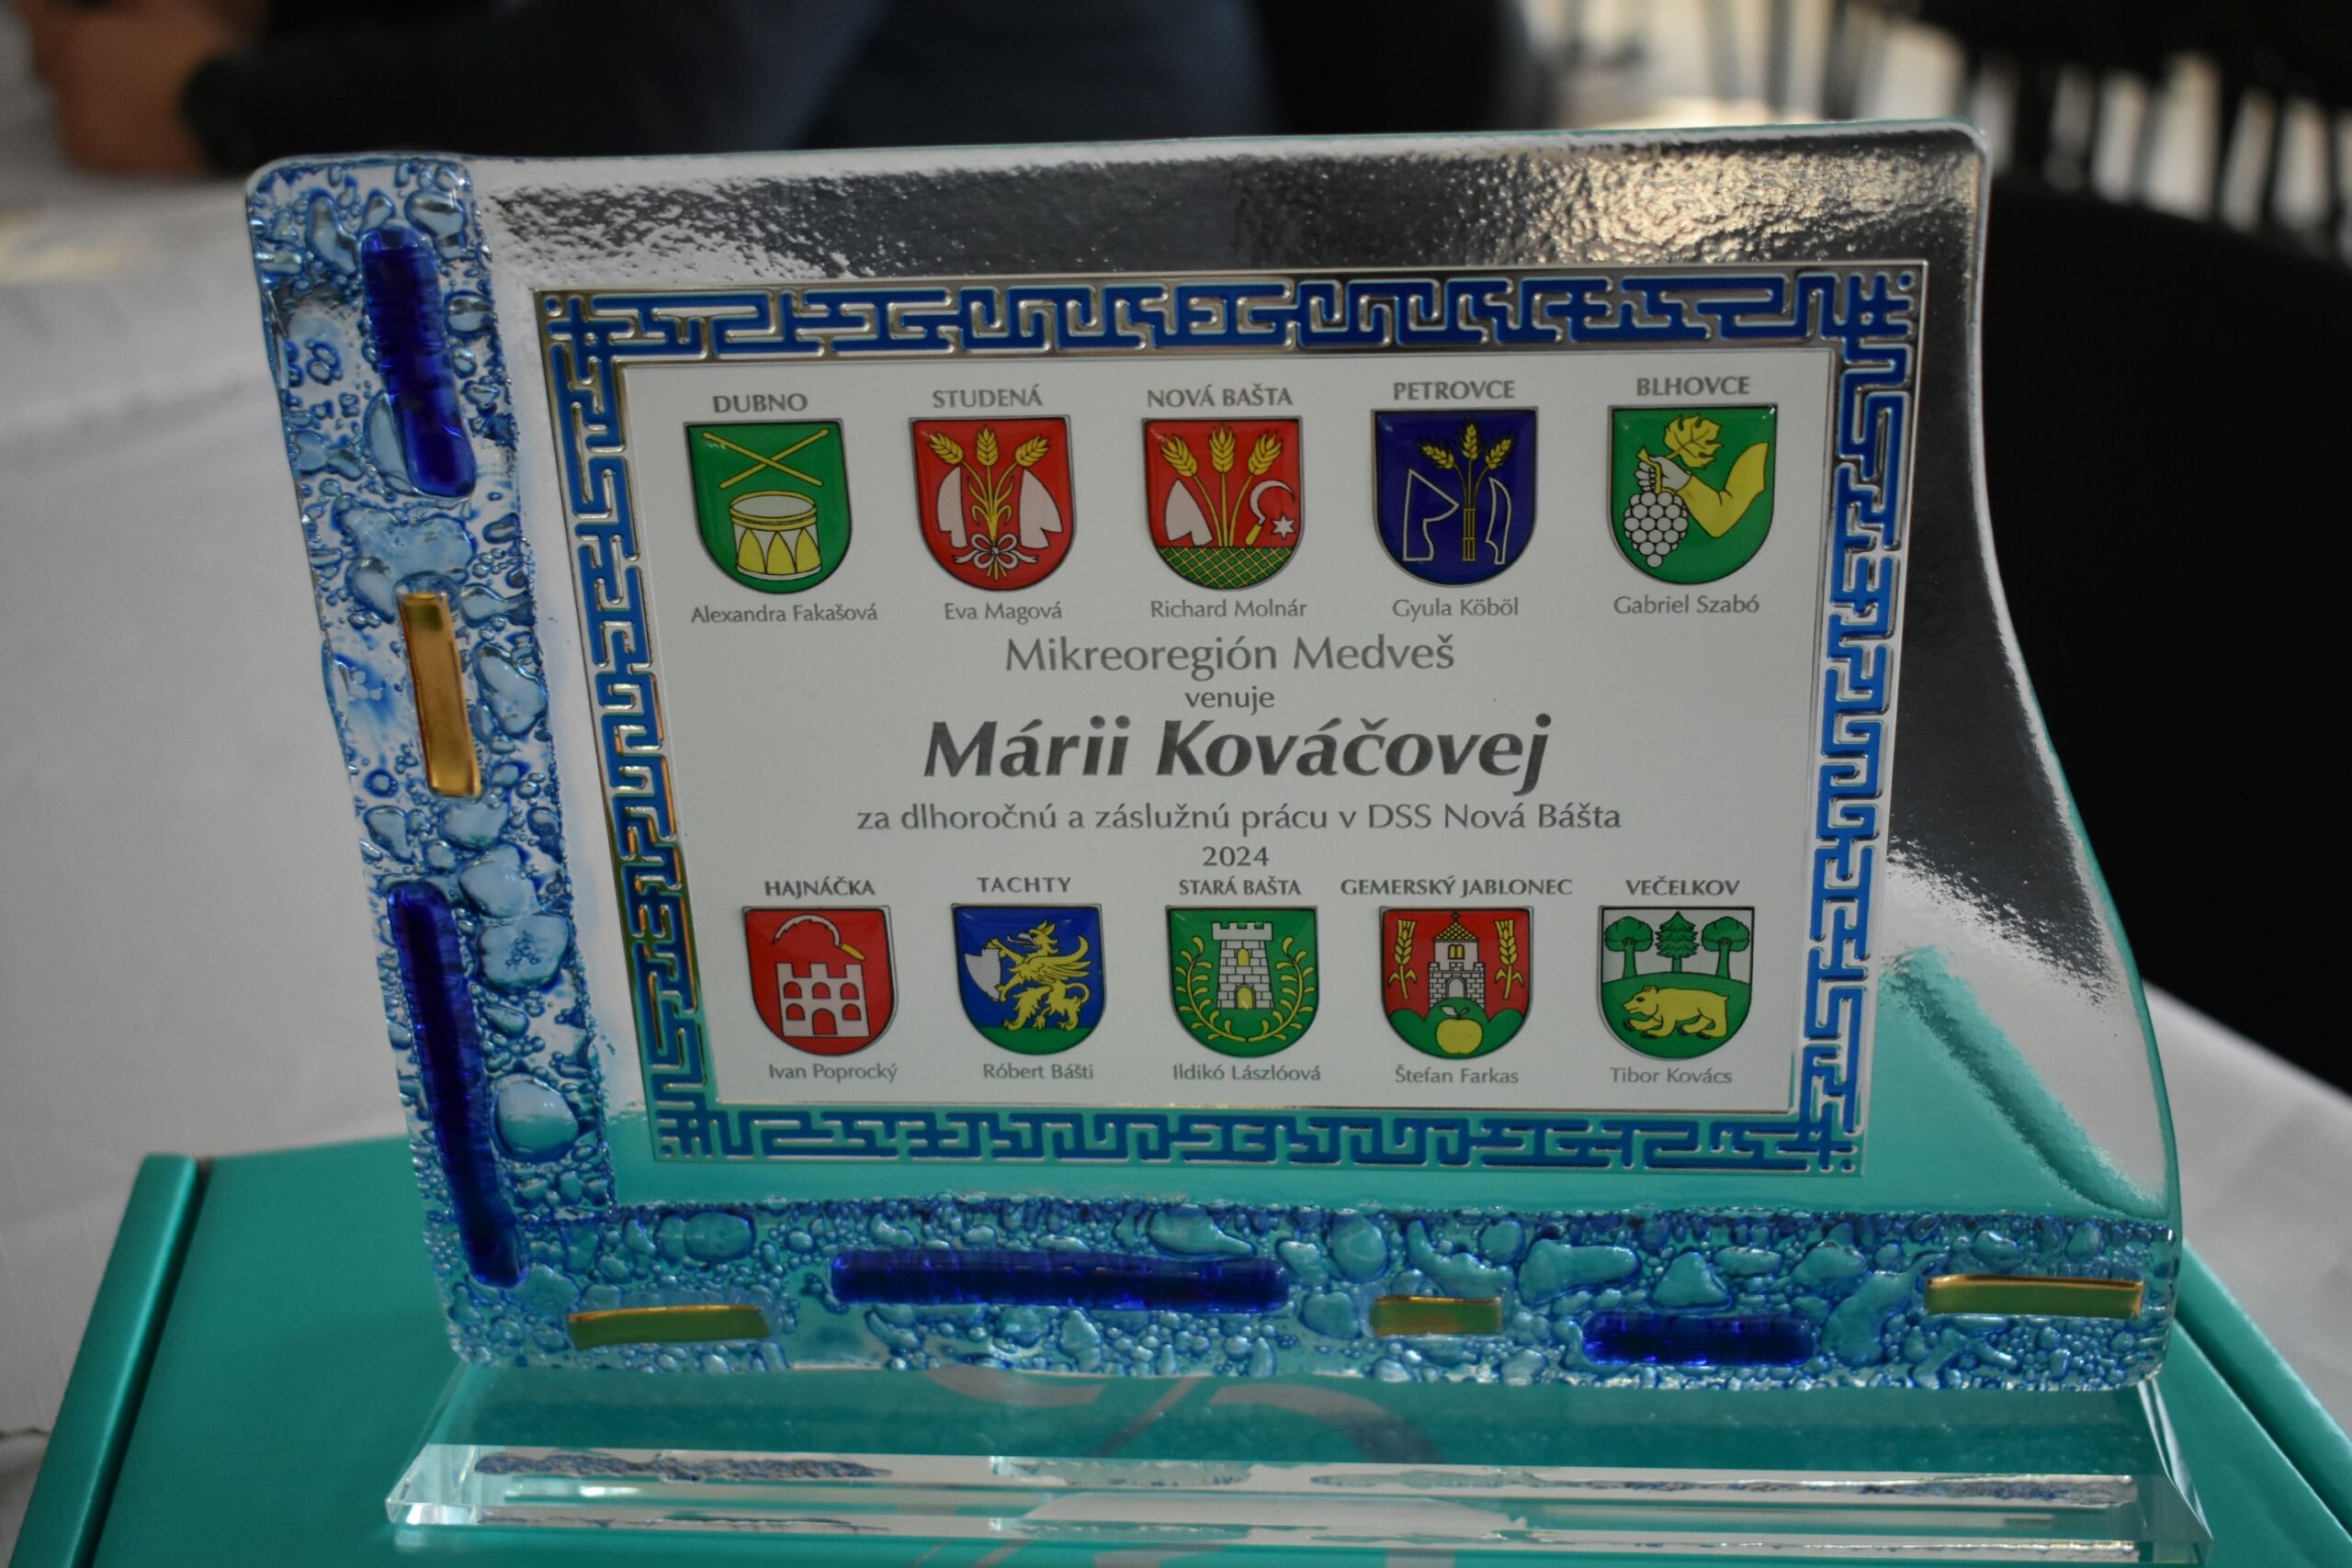 DUBNO STUDENÁ NOVÁ BAŠTA PETROVCE BLHOVCE
Alexandra Fakašová Eva Magová Richard Molnár Gyula Köböl Gabriel Szabó
Mikreoregión Medveš
venuje
Márii Kováčovej
za dlhoročnú a záslužnú prácu v DSS Nová Bášta
2024
HAJNÁČKA TACHTY STARÁ BAŠTA GEMERSKÝ JABLONEC VEČELKOV
Ivan Poprocký Róbert Bášti Ildikó Lászlóová Štefan Farkas Tibor Kovács